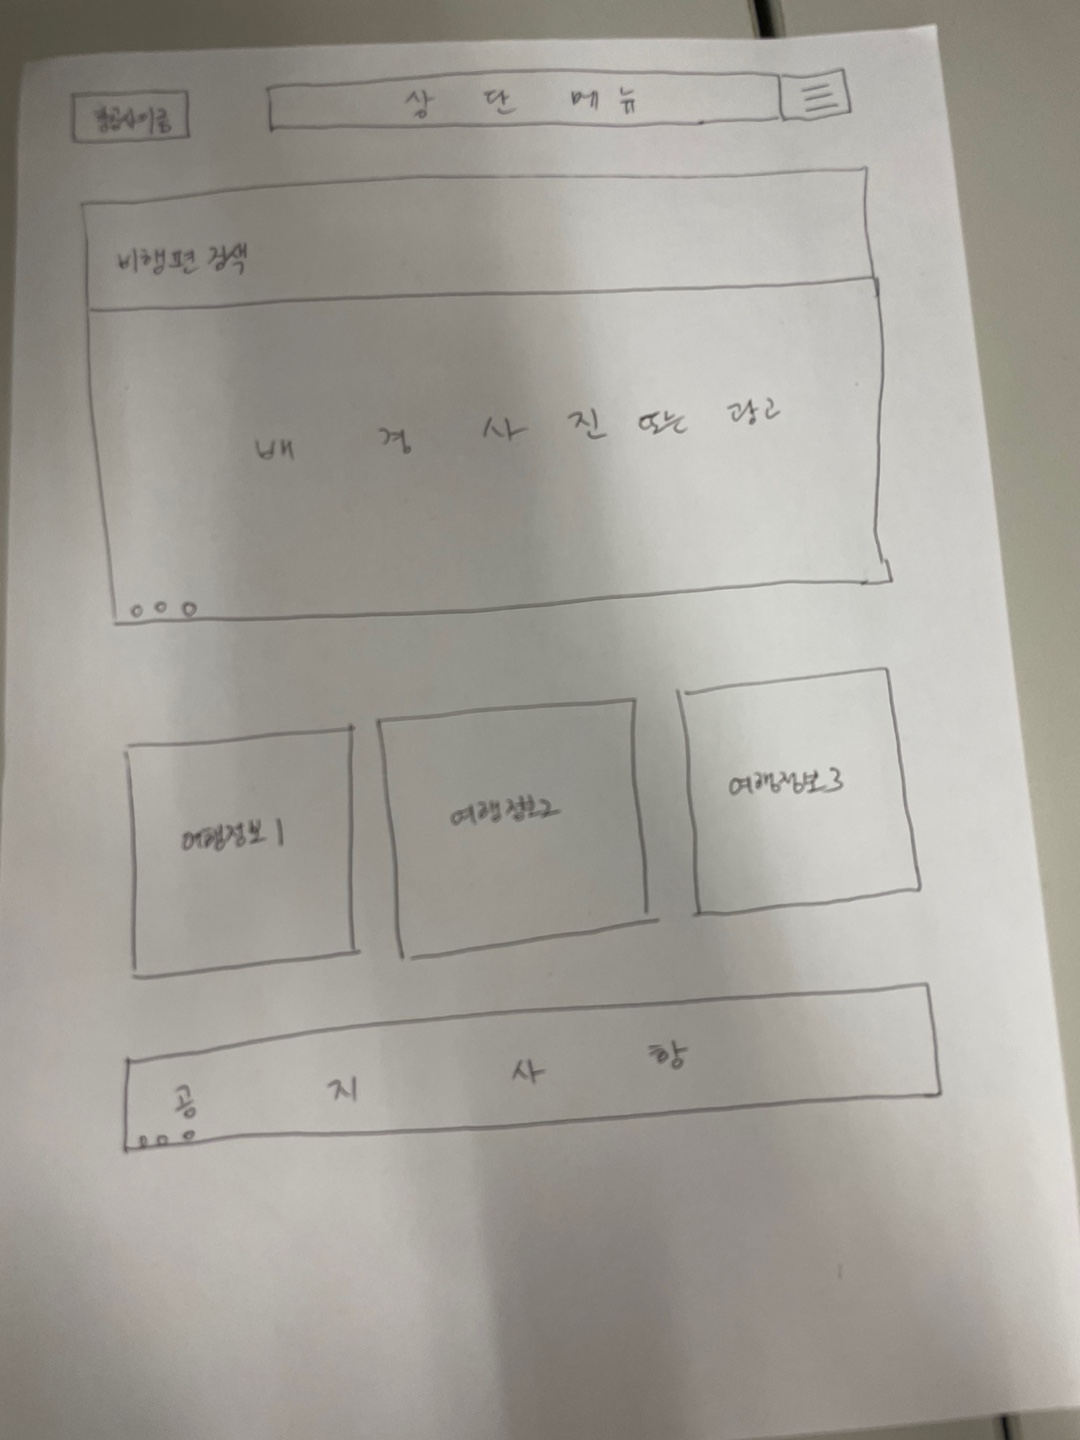 항공사이름
상 단 메 뉴
비행편 검색
배 경 사 진 또는 광고
여행정보 1
여행정보2
여행정보3
공 지 사 항